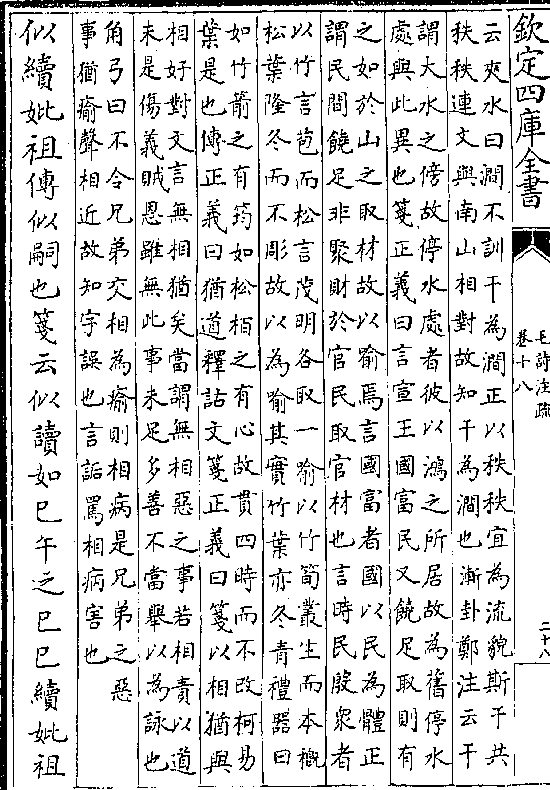 欽定四庫全書
毛詩注疏
卷十八
二十八
云夾水曰澗不訓干為澗正以秩秩宜為流貌斯干共
秩秩連文與南山相對故知干為澗也漸卦鄭注云干
謂大水之傍故停水處者彼以鴻之所居故為舊停水
處與此異也箋正義曰言宣王國富民又饒足取則有
之如於山之取材故以喻焉言國富者國以民為體正
謂民間饒足非聚財於官民取官材也言時民殷衆者
以竹言苞而松言茂明各取一喻以竹筍叢生而本穊
松葉隆冬而不彫故以為喻其實竹葉亦冬青禮器曰
如竹箭之有筠如松栢之有心故貫四時而不改柯易
葉是也傳正義曰猶道釋詁文箋正義曰箋以相猶與
相好對文言無相猶矣當謂無相惡之事若相責以道
未是傷義賊恩雖無此事未足多善不當舉以為詠也
角弓曰不令兄弟交相為瘉則相病是兄弟之惡
事猶瘉聲相近故知字誤也言詬罵相病害也
似續妣祖傳似嗣也箋云似讀如巳午之巳巳續妣祖